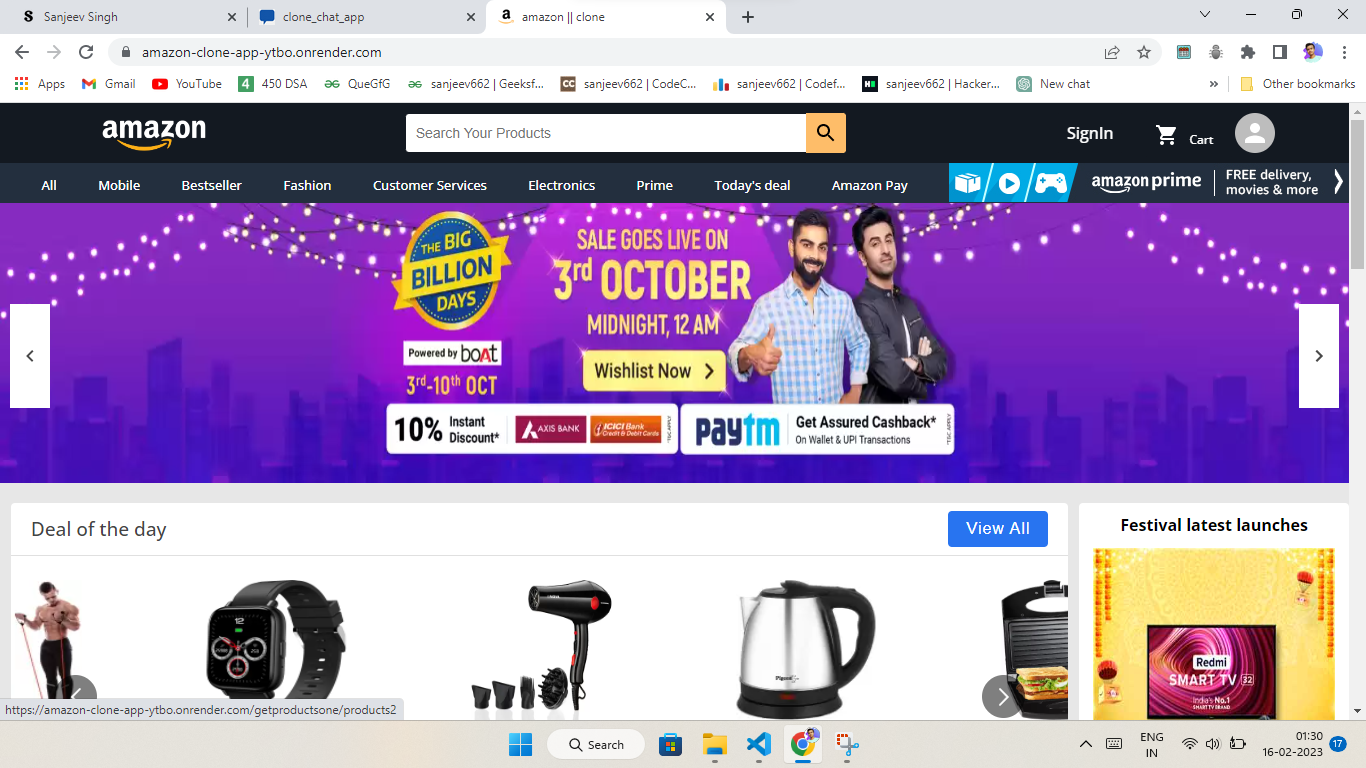 Sanjeev Singh
clone_chat_app
amazon || clone
amazon-clone-app-ytbo.onrender.com
Apps
Gmail
YouTube
4 450 DSA
QueGfG
sanjeev662 | Geeksf...
CC sanjeev662 | CodeC...
sanjeev662 | Codef...
sanjeev662 | Hacker...
New chat
»
Other bookmarks
amazon
Search Your Products
SignIn
Cart
All
Mobile
Bestseller
Fashion
Customer Services
Electronics
Prime
Today's deal
Amazon Pay
amazon prime
FREE delivery,
movies & more
THE BIG
BILLION
DAYS
Powered by boAt
3rd-10th OCT
SALE GOES LIVE ON
3rd OCTOBER
MIDNIGHT, 12 AM
Wishlist Now
10% Instant
Discount*
AXIS BANK
ICICI Bank
Credit & Debit Cards
*T&C APPLY
paytm
Get Assured Cashback*
On Wallet & UPI Transactions
*T&C APPLY
Deal of the day
View All
Festival latest launches
Redmi
SMART TV 32
India's No.1
SMART TV BRAND
Pigeon
https://amazon-clone-app-ytbo.onrender.com/getproductsone/products2
Search
ENG
IN
01:30
16-02-2023
17